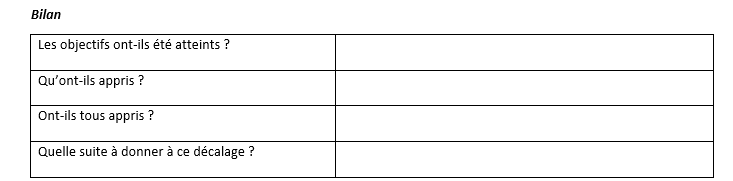 Bilan
Les objectifs ont-ils été atteints ?
Qu’ont-ils appris ?
Ont-ils tous appris ?
Quelle suite à donner à ce décalage ?